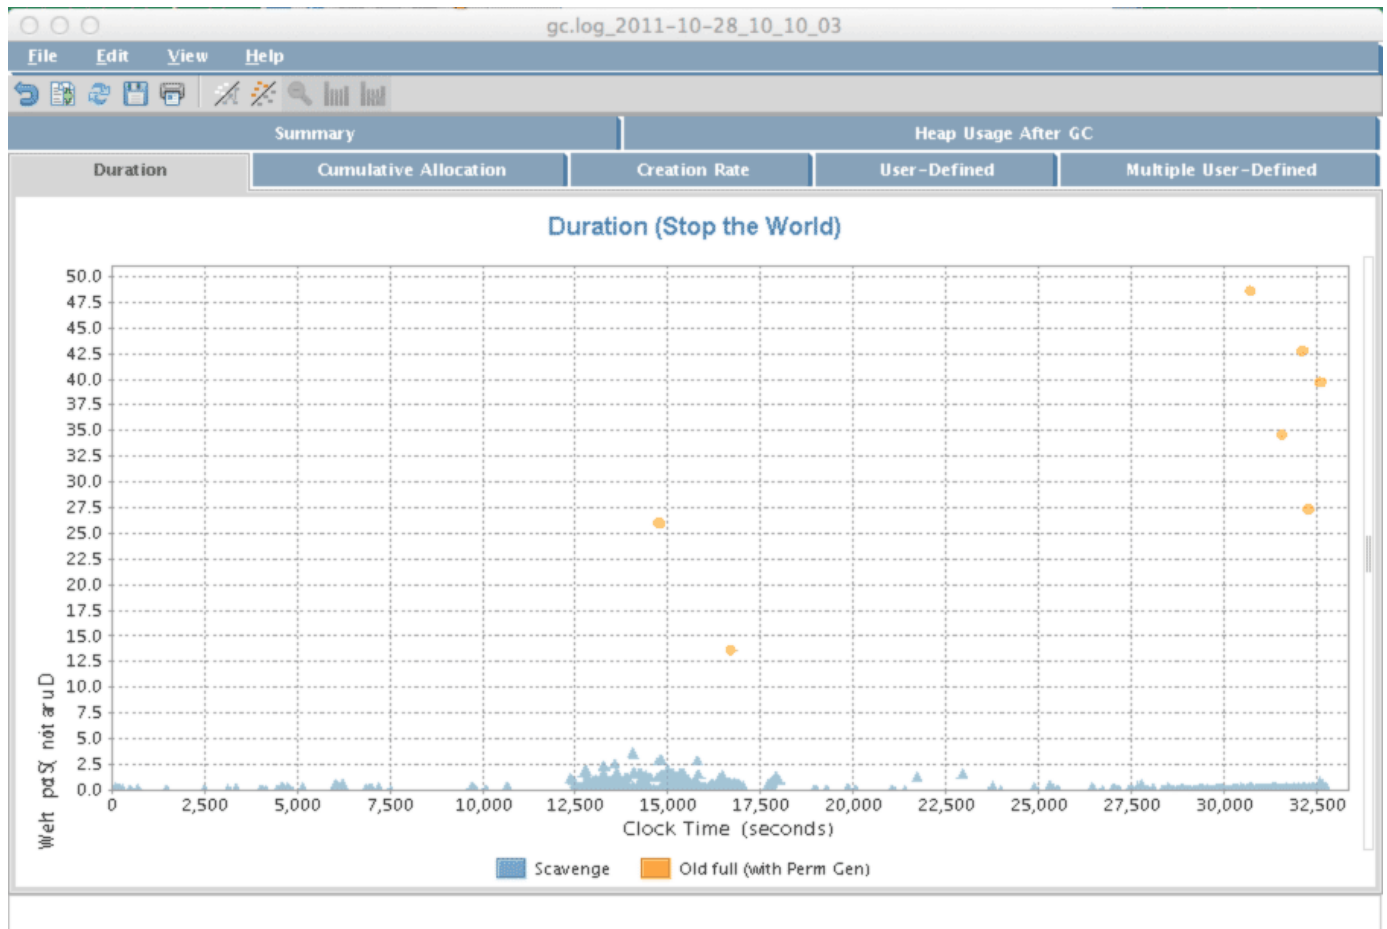 gc.log_2011-10-28_10_10_03
File Edit View Help
Summary Heap Usage After GC
Duration Cumulative Allocation Creation Rate User-Defined Multiple User-Defined
Duration (Stop the World)
50.0
47.5
45.0
42.5
40.0
37.5
35.0
32.5
30.0
27.5
25.0
22.5
20.0
17.5
15.0
12.5
10.0
7.5
5.0
2.5
0.0
0 2,500 5,000 7,500 10,000 12,500 15,000 17,500 20,000 22,500 25,000 27,500 30,000 32,500
Clock Time (seconds)
Scavenge Old full (with Perm Gen)